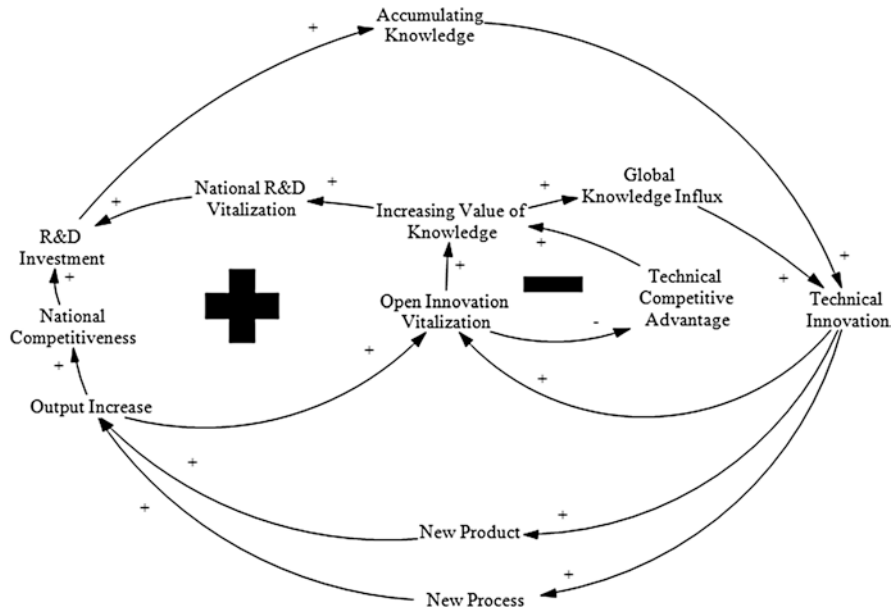 Accumulating
Knowledge
+
National R&D
Vitalization
+
+
Increasing Value of
Knowledge
+
Global
Knowledge Influx
+
R&D
Investment
+
+
+
+
Technical
Competitive
Advantage
Technical
Innovation
Open Innovation
Vitalization
National
Competitiveness
-
+
+
+
Output Increase
+
+
New Product
+
+
New Process